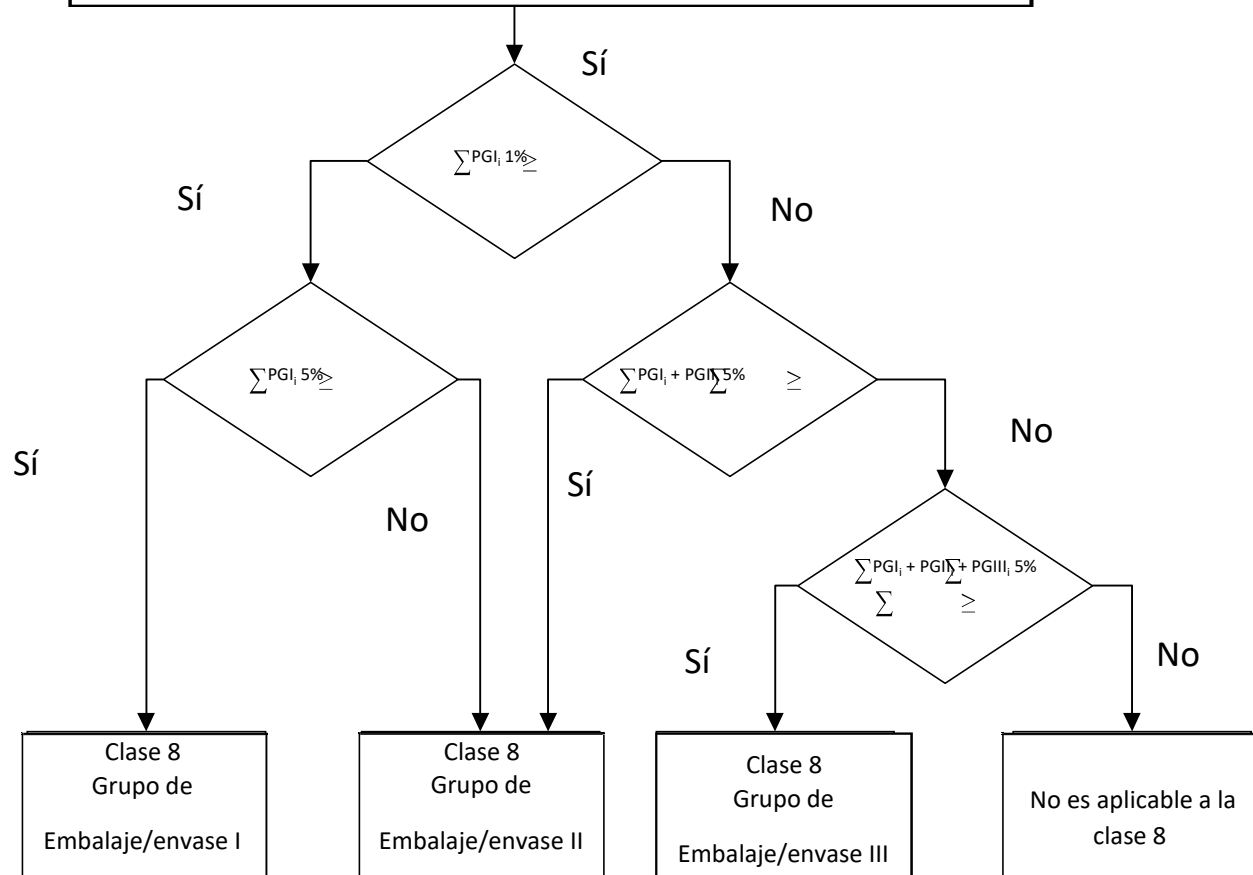 Sí
∑PGIᵢ 1%≥
Sí
No
∑PGIᵢ 5%≥
∑PGIᵢ + PGII∑5% ≥
Sí
No
Sí
No
∑PGIᵢ + PGII∑+ PGIIIᵢ 5%
∑ ≥
Sí
No
Clase 8
Grupo de
Embalaje/envase I
Clase 8
Grupo de
Embalaje/envase II
Clase 8
Grupo de
Embalaje/envase III
No es aplicable a la
clase 8